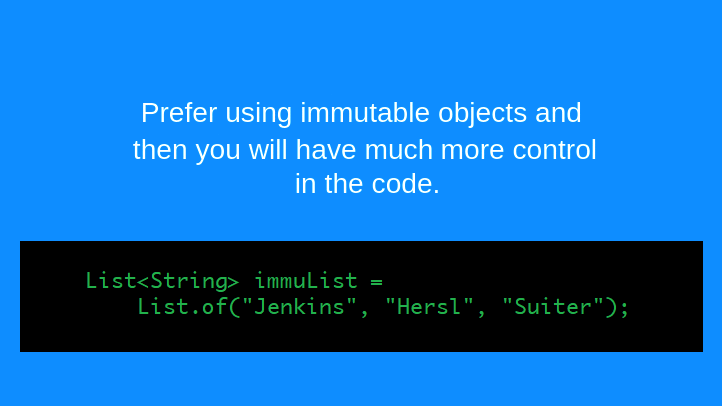 Prefer using immutable objects and
then you will have much more control
in the code.
List<String> immuList =
List.of("Jenkins", "Hersl", "Suiter");